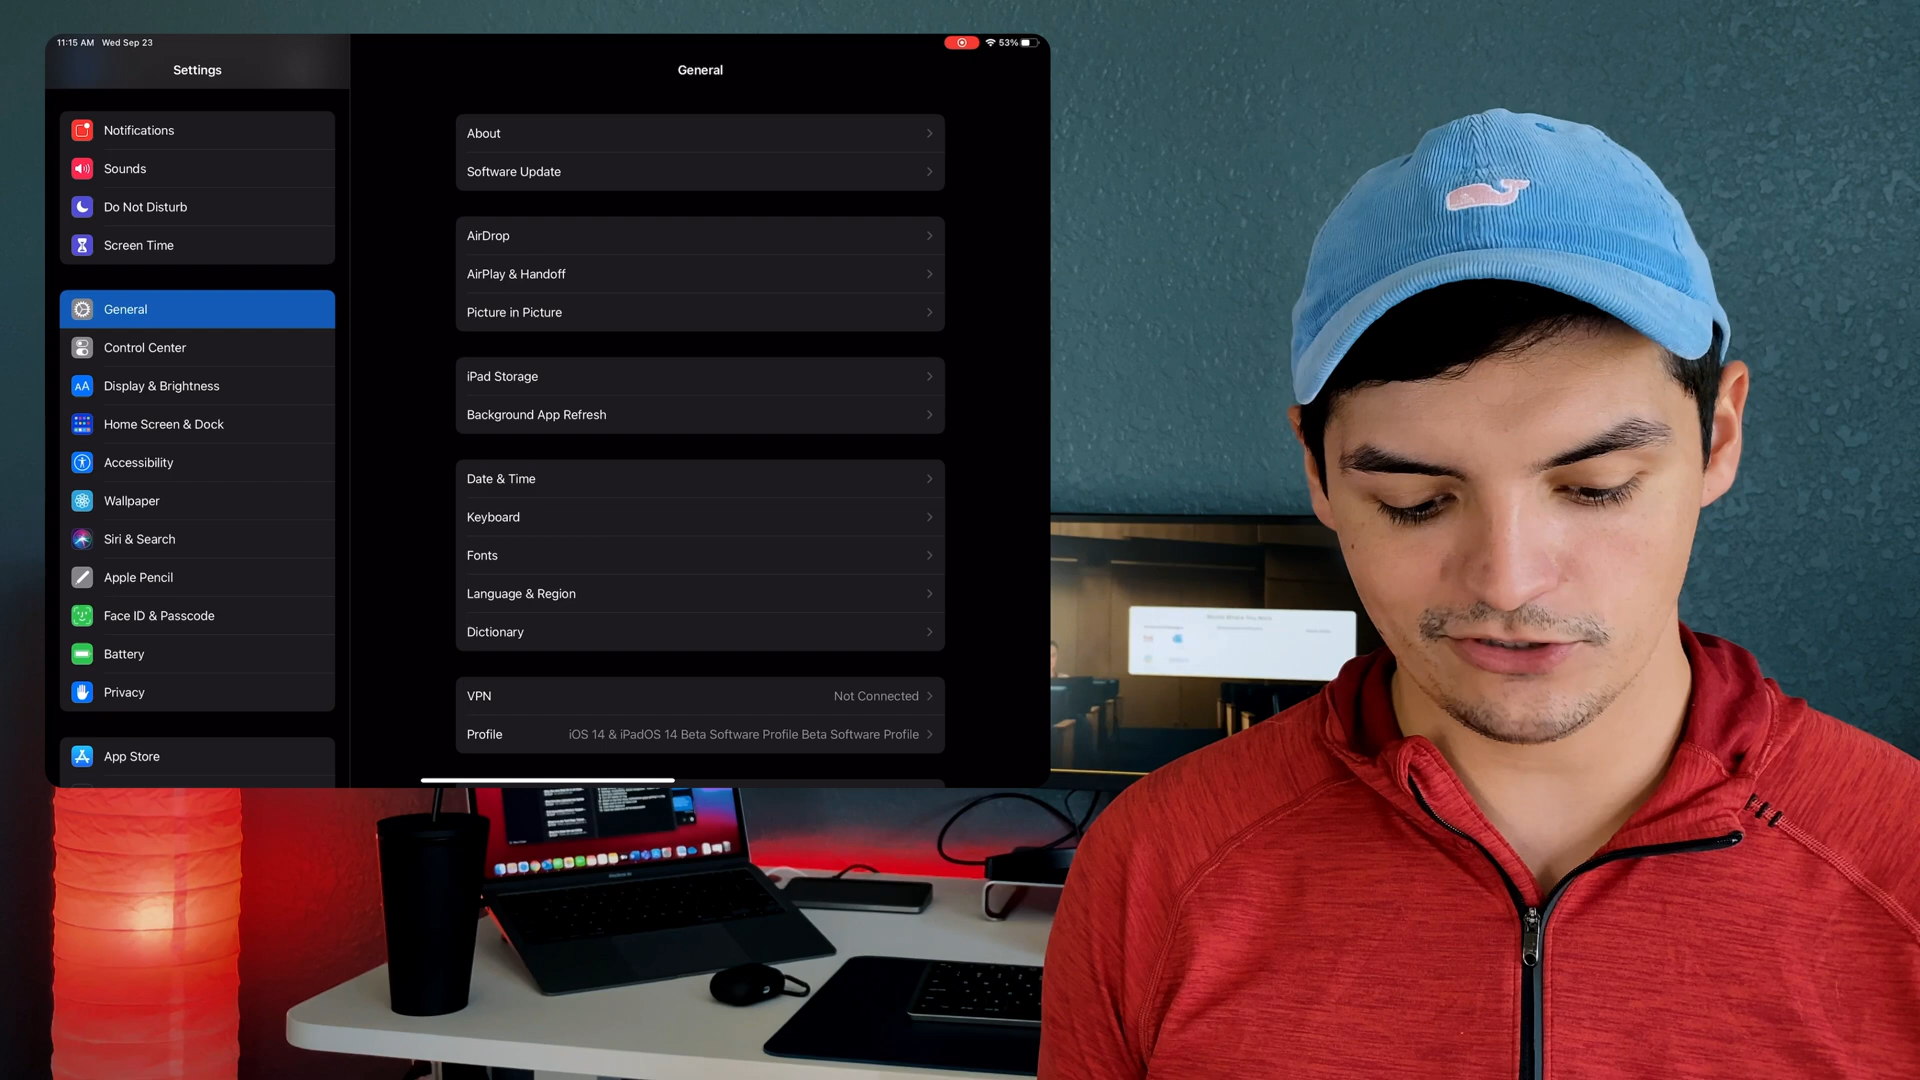 11:15 AM Wed Sep 23
53%
Settings
General
Notifications
Sounds
Do Not Disturb
Screen Time
General
Control Center
Display & Brightness
Home Screen & Dock
Accessibility
Wallpaper
Siri & Search
Apple Pencil
Face ID & Passcode
Battery
Privacy
App Store
About
Software Update
AirDrop
AirPlay & Handoff
Picture in Picture
iPad Storage
Background App Refresh
Date & Time
Keyboard
Fonts
Language & Region
Dictionary
VPN Not Connected
Profile iOS 14 & iPadOS 14 Beta Software Profile Beta Software Profile